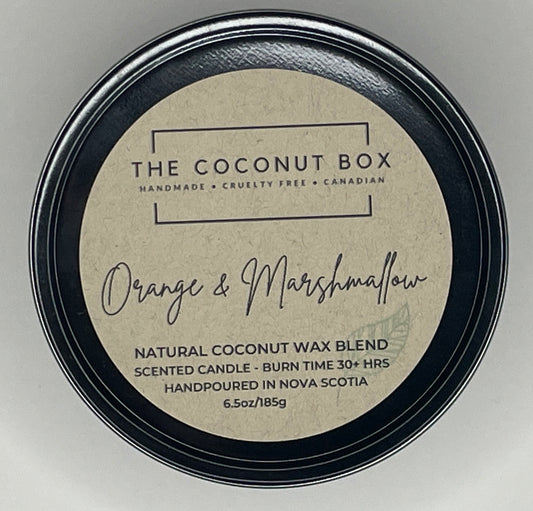 THE COCONUT BOX
HANDMADE • CRUELTY FREE • CANADIAN
Orange & Marshmallow
NATURAL COCONUT WAX BLEND
SCENTED CANDLE - BURN TIME 30+ HRS
HANDPOURED IN NOVA SCOTIA
6.5oz/185g